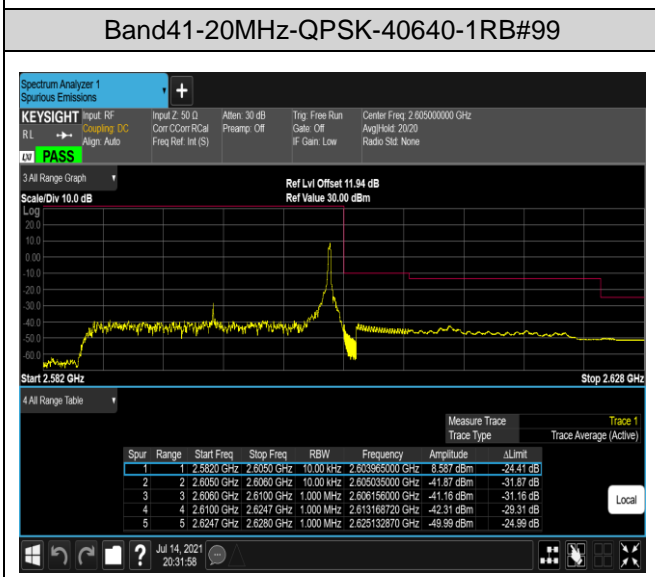 Band41-20MHz-QPSK-40640-1RB#99
Spectrum Analyzer 1
Spurious Emissions
+
KEYSIGHT Input: RF Input Z: 50 Ω Atten: 30 dB Trig: Free Run Center Freq: 2.605000000 GHz
RL Coupling: DC Corr CCorr RCal Preamp: Off Gate: Off Avg|Hold: 20/20
Align: Auto Freq Ref: Int (S) IF Gain: Low Radio Std: None
LXI PASS
3 All Range Graph
Ref Lvl Offset 11.94 dB
Scale/Div 10.0 dB Ref Value 30.00 dBm
Log
20.0
10.0
0.00
-10.0
-20.0
-30.0
-40.0
-50.0
-60.0
Start 2.582 GHz Stop 2.628 GHz
4 All Range Table
Measure Trace Trace 1
Trace Type Trace Average (Active)
Spur Range Start Freq Stop Freq RBW Frequency Amplitude ΔLimit
1 1 2.5820 GHz 2.6050 GHz 10.00 kHz 2.603965000 GHz 8.587 dBm -24.41 dB
2 2 2.6050 GHz 2.6060 GHz 10.00 kHz 2.605035000 GHz -41.87 dBm -31.87 dB
3 3 2.6060 GHz 2.6100 GHz 1.000 MHz 2.606156000 GHz -41.16 dBm -31.16 dB
4 4 2.6100 GHz 2.6247 GHz 1.000 MHz 2.613168720 GHz -42.31 dBm -29.31 dB
5 5 2.6247 GHz 2.6280 GHz 1.000 MHz 2.625132870 GHz -49.99 dBm -24.99 dB
Local
? Jul 14, 2021
20:31:58